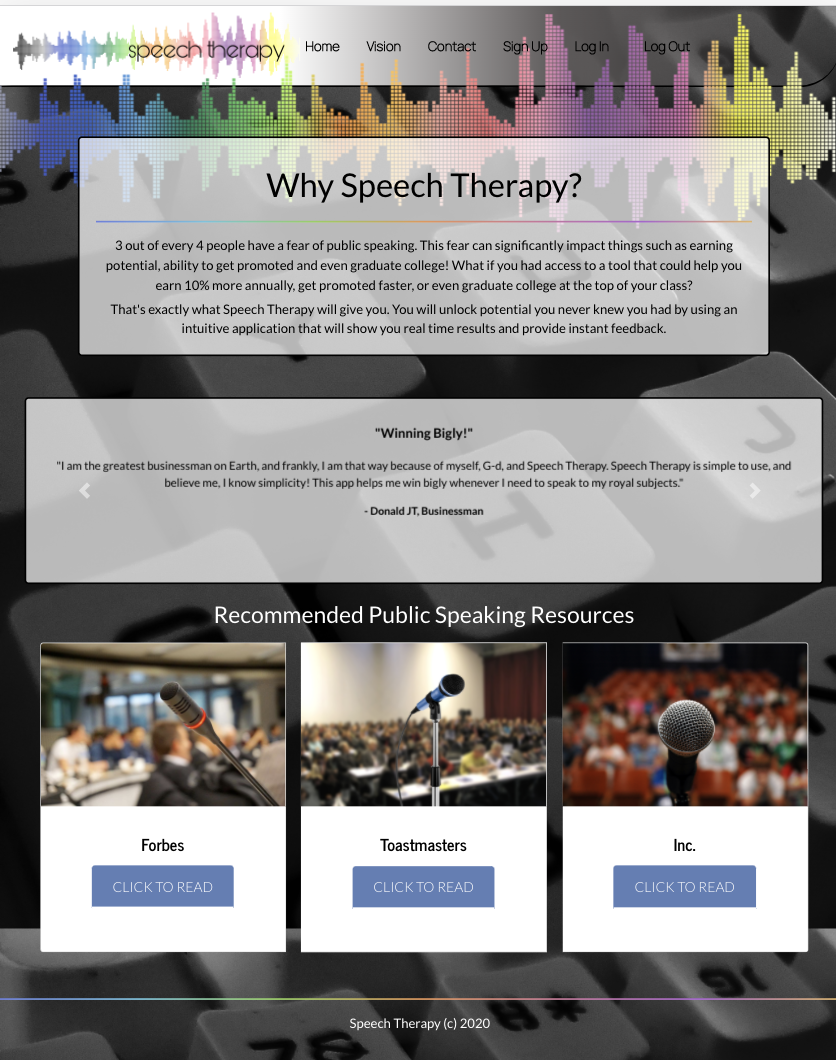 speech therapy
Home Vision Contact Sign Up Log In Log Out
Why Speech Therapy?
3 out of every 4 people have a fear of public speaking. This fear can significantly impact things such as earning
potential, ability to get promoted and even graduate college! What if you had access to a tool that could help you
earn 10% more annually, get promoted faster, or even graduate college at the top of your class?
That's exactly what Speech Therapy will give you. You will unlock potential you never knew you had by using an
intuitive application that will show you real time results and provide instant feedback.
"Winning Bigly!"
"I am the greatest businessman on Earth, and frankly, I am that way because of myself, G-d, and Speech Therapy. Speech Therapy is simple to use, and
believe me, I know simplicity! This app helps me win bigly whenever I need to speak to my royal subjects."
- Donald JT, Businessman
Recommended Public Speaking Resources
Forbes
CLICK TO READ
Toastmasters
CLICK TO READ
Inc.
CLICK TO READ
Speech Therapy (c) 2020